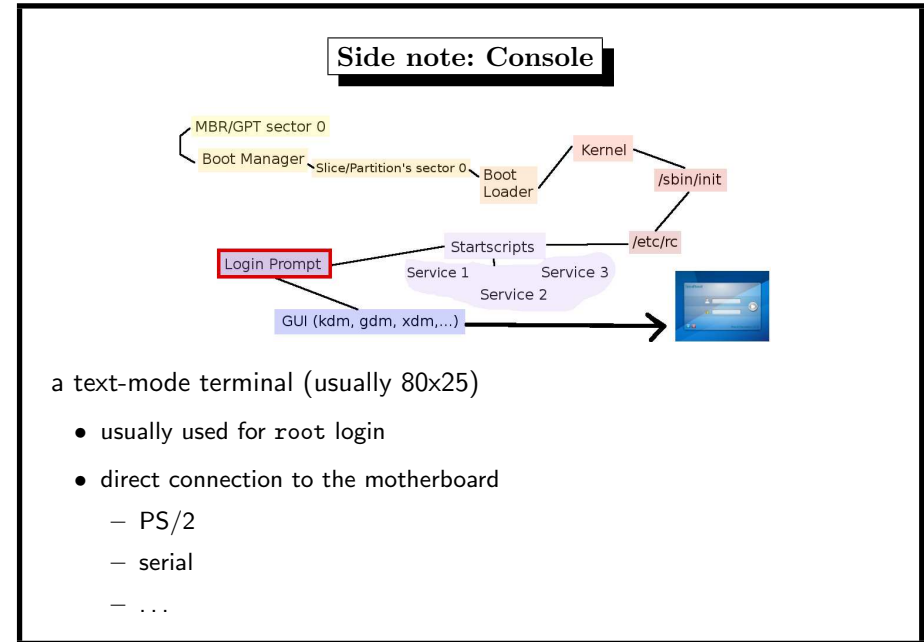 Side note: Console
MBR/GPT sector 0
Boot Manager
Slice/Partition's sector 0
Boot
Loader
Kernel
/sbin/init
/etc/rc
Startscripts
Service 1
Service 2
Service 3
Login Prompt
GUI (kdm, gdm, xdm,...)
a text-mode terminal (usually 80x25)
• usually used for root login
• direct connection to the motherboard
– PS/2
– serial
– . . .